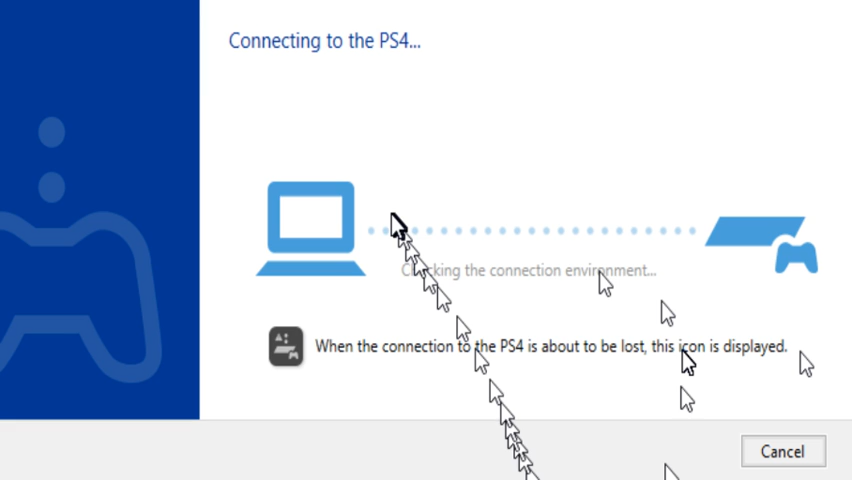 Connecting to the PS4...
Checking the connection environment...
When the connection to the PS4 is about to be lost, this icon is displayed.
Cancel